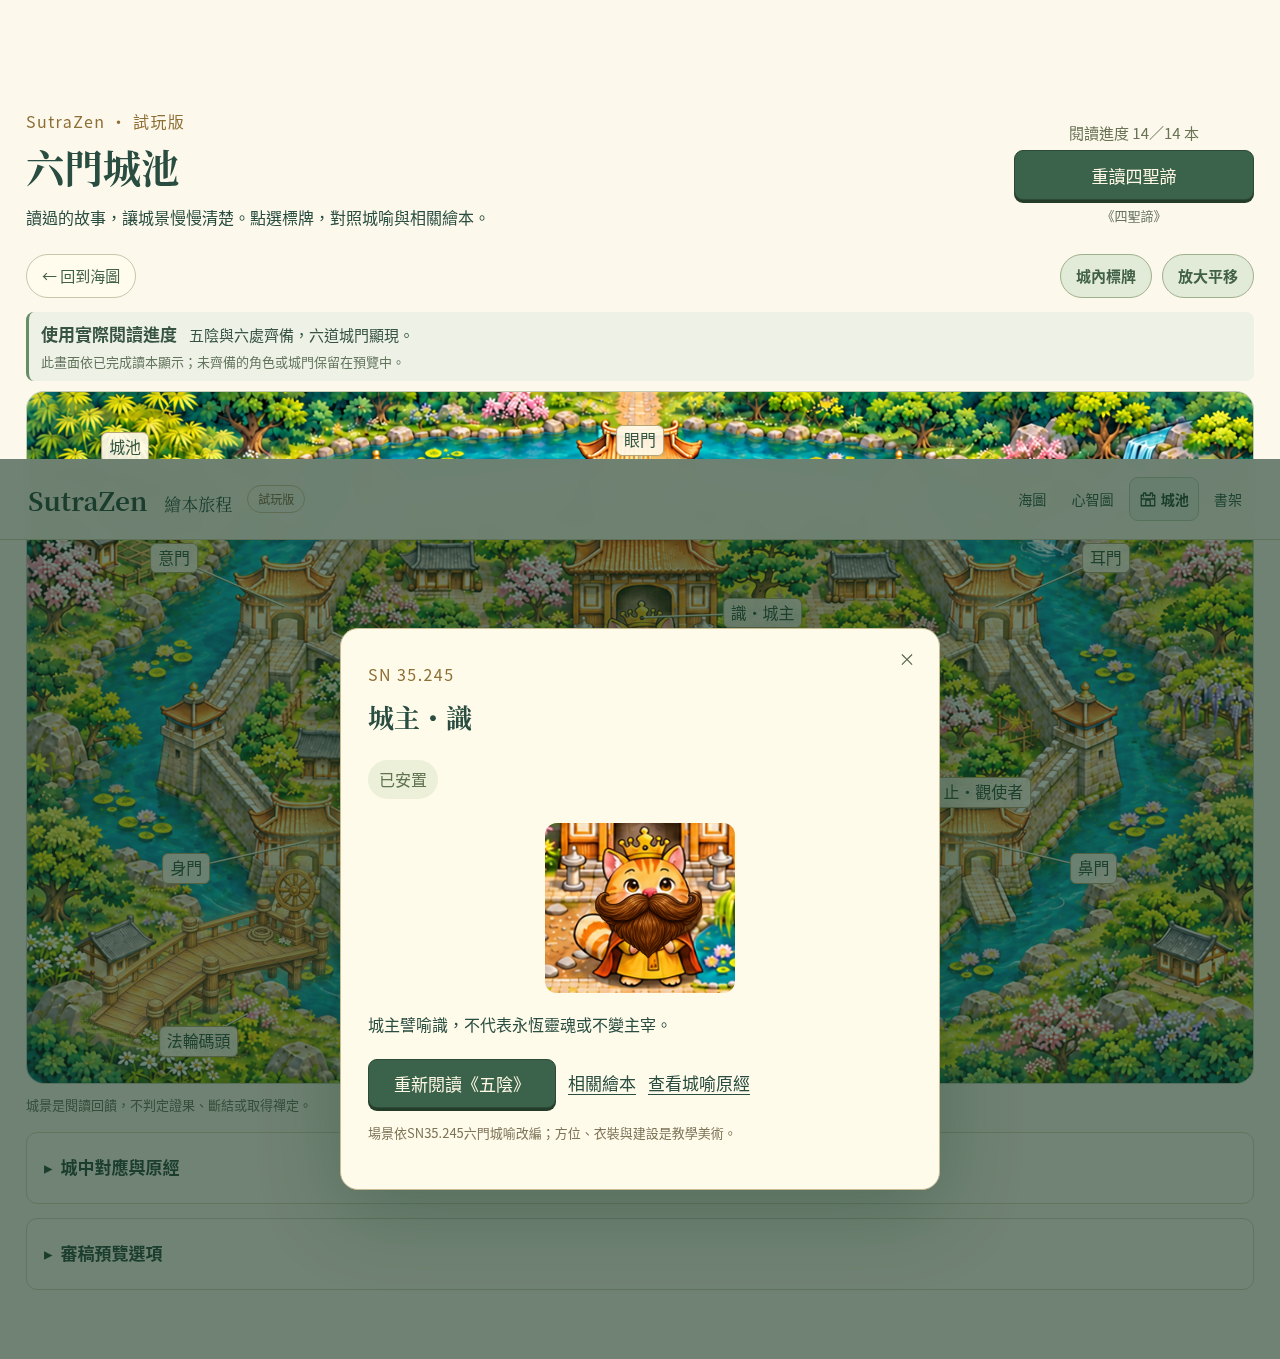 SutraZen ・ 試玩版
六門城池
讀過的故事，讓城景慢慢清楚。點選標牌，對照城喻與相關繪本。
閱讀進度 14／14 本
重讀四聖諦
《四聖諦》
← 回到海圖
城內標牌
放大平移
使用實際閱讀進度 五陰與六處齊備，六道城門顯現。
此畫面依已完成讀本顯示；未齊備的角色或城門保留在預覽中。
城池
眼門
SutraZen 繪本旅程 試玩版
海圖
心智圖
城池
書架
意門
耳門
識・城主
SN 35.245
城主・識
已安置
止・觀使者
身門
鼻門
城主譬喻識，不代表永恆靈魂或不變主宰。
法輪碼頭
重新閱讀《五陰》
相關繪本
查看城喻原經
城景是閱讀回饋，不判定證果、斷結或取得禪定。
場景依SN35.245六門城喻改編；方位、衣裝與建設是教學美術。
▸ 城中對應與原經
▸ 審稿預覽選項